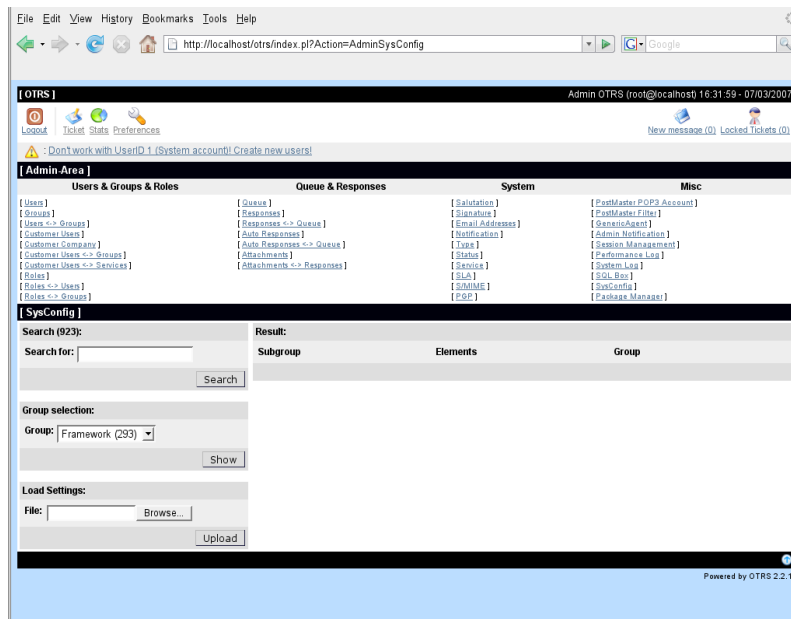 File Edit View History Bookmarks Tools Help
http://localhost/otrs/index.pl?Action=AdminSysConfig
G Google
[ OTRS ] Admin OTRS (root@localhost) 16:31:59 - 07/03/2007
Logout Ticket Stats Preferences New message (0) Locked Tickets (0)
: Don't work with UserID 1 (System account)! Create new users!
[ Admin-Area ]
Users & Groups & Roles Queue & Responses System Misc
[ Users ] [ Queue ] [ Salutation ] [ PostMaster POP3 Account ]
[ Groups ] [ Responses ] [ Signature ] [ PostMaster Filter ]
[ Users <-> Groups ] [ Responses <-> Queue ] [ Email Addresses ] [ GenericAgent ]
[ Customer Users ] [ Auto Responses ] [ Notification ] [ Admin Notification ]
[ Customer Company ] [ Auto Responses <-> Queue ] [ Type ] [ Session Management ]
[ Customer Users <-> Groups ] [ Attachments ] [ Status ] [ Performance Log ]
[ Customer Users <-> Services ] [ Attachments <-> Responses ] [ Service ] [ System Log ]
[ Roles ] [ SLA ] [ SQL Box ]
[ Roles <-> Users ] [ S/MIME ] [ SysConfig ]
[ Roles <-> Groups ] [ PGP ] [ Package Manager ]
[ SysConfig ]
Search (923): Result:
Search for: Subgroup Elements Group
Search
Group selection:
Group: Framework (293)
Show
Load Settings:
File: Browse...
Upload
Powered by OTRS 2.2.1